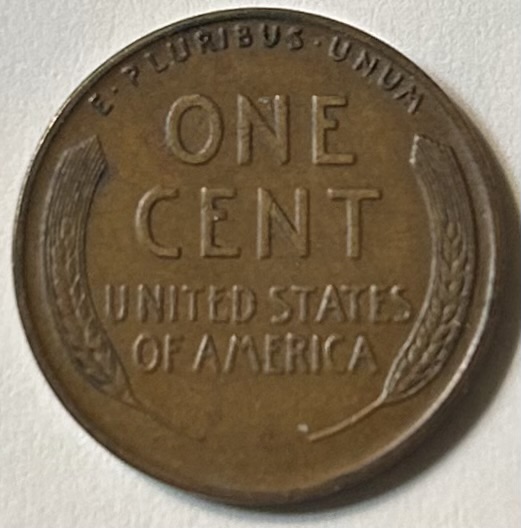 E·PLURIBUS·UNUM
ONE
CENT
UNITED STATES
OF AMERICA